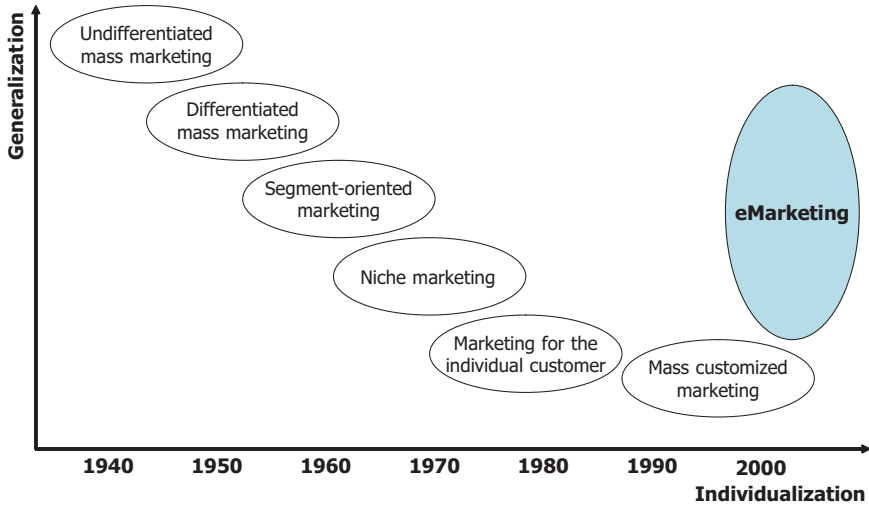 Generalization
Undifferentiated
mass marketing
Differentiated
mass marketing
Segment-oriented
marketing
Niche marketing
Marketing for the
individual customer
Mass customized
marketing
eMarketing
1940 1950 1960 1970 1980 1990 2000
Individualization